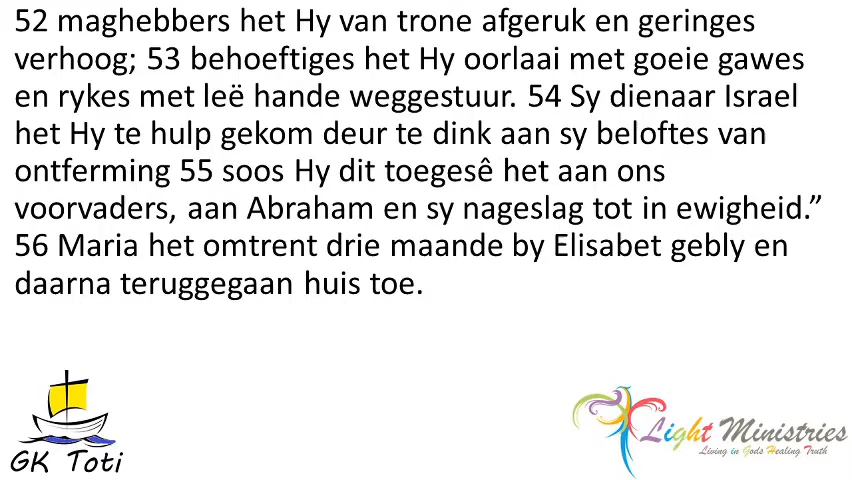 52 maghebbers het Hy van trone afgeruk en geringes
verhoog; 53 behoeftiges het Hy oorlaai met goeie gawes
en rykes met leë hande weggestuur. 54 Sy dienaar Israel
het Hy te hulp gekom deur te dink aan sy beloftes van
ontferming 55 soos Hy dit toegesê het aan ons
voorvaders, aan Abraham en sy nageslag tot in ewigheid.”
56 Maria het omtrent drie maande by Elisabet gebly en
daarna teruggegaan huis toe.
GK Toti
Light Ministries
Living in Gods Healing Truth